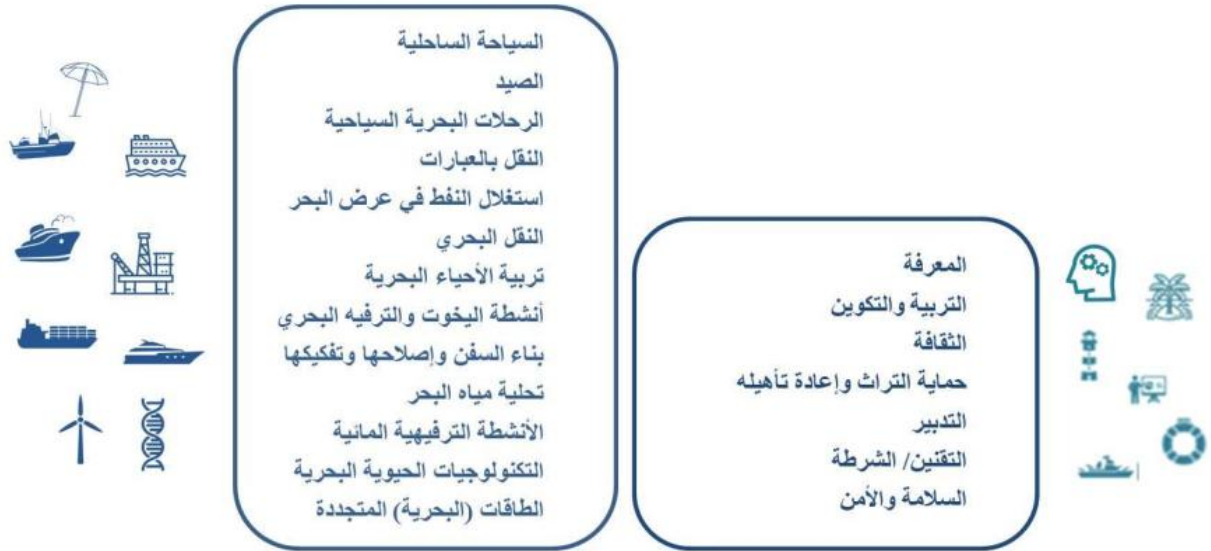 السياحة الساحلية
الصيد
الرحلات البحرية السياحية
النقل بالعبارات
استغلال النفط في عرض البحر
النقل البحري
تربية الأحياء البحرية
أنشطة اليخوت والترفيه البحري
بناء السفن وإصلاحها وتفكيكها
تحلية مياه البحر
الأنشطة الترفيهية المائية
التكنولوجيات الحيوية البحرية
الطاقات (البحرية) المتجددة
المعرفة
التربية والتكوين
الثقافة
حماية التراث وإعادة تأهيله
التدبير
التقنين/ الشرطة
السلامة والأمن